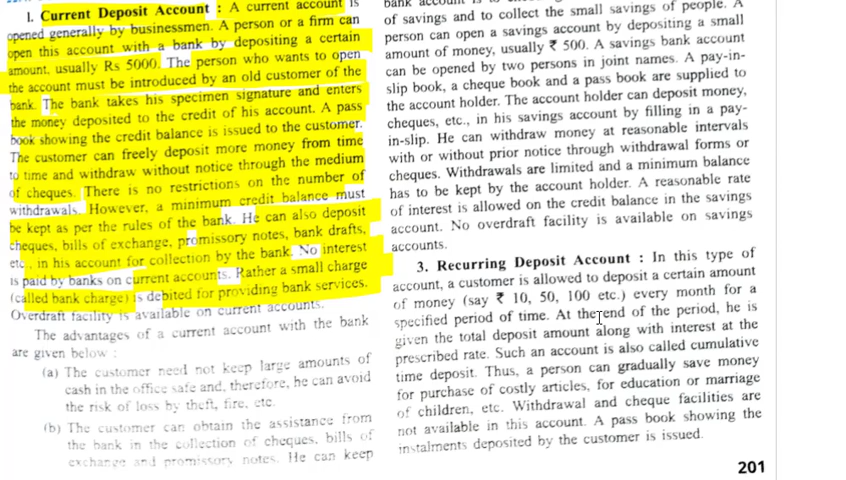 1. Current Deposit Account : A current account is
opened generally by businessmen. A person or a firm can
open this account with a bank by depositing a certain
amount, usually Rs 5000. The person who wants to open
the account must be introduced by an old customer of the
bank. The bank takes his specimen signature and enters
the money deposited to the credit of his account. A pass
book showing the credit balance is issued to the customer.
The customer can freely deposit more money from time
to time and withdraw without notice through the medium
of cheques. There is no restrictions on the number of
withdrawals. However, a minimum credit balance must
be kept as per the rules of the bank. He can also deposit
cheques, bills of exchange, promissory notes, bank drafts,
etc., in his account for collection by the bank. No interest
is paid by banks on current accounts. Rather a small charge
(called bank charge) is debited for providing bank services.
Overdraft facility is available on current accounts.
The advantages of a current account with the bank
are given below :
(a) The customer need not keep large amounts of
cash in the office safe and, therefore, he can avoid
the risk of loss by theft, fire, etc.
(b) The customer can obtain the assistance from
the bank in the collection of cheques, bills of
exchange and promissory notes. He can keep
of savings and to collect the small savings of people. A
person can open a savings account by depositing a small
amount of money, usually ₹ 500. A savings bank account
can be opened by two persons in joint names. A pay-in-
slip book, a cheque book and a pass book are supplied to
the account holder. The account holder can deposit money,
cheques, etc., in his savings account by filling in a pay-
in-slip. He can withdraw money at reasonable intervals
with or without prior notice through withdrawal forms or
cheques. Withdrawals are limited and a minimum balance
has to be kept by the account holder. A reasonable rate
of interest is allowed on the credit balance in the savings
account. No overdraft facility is available on savings
accounts.
3. Recurring Deposit Account : In this type of
account, a customer is allowed to deposit a certain amount
of money (say ₹ 10, 50, 100 etc.) every month for a
specified period of time. At the end of the period, he is
given the total deposit amount along with interest at the
prescribed rate. Such an account is also called cumulative
time deposit. Thus, a person can gradually save money
for purchase of costly articles, for education or marriage
of children, etc. Withdrawal and cheque facilities are
not available in this account. A pass book showing the
instalments deposited by the customer is issued.
201